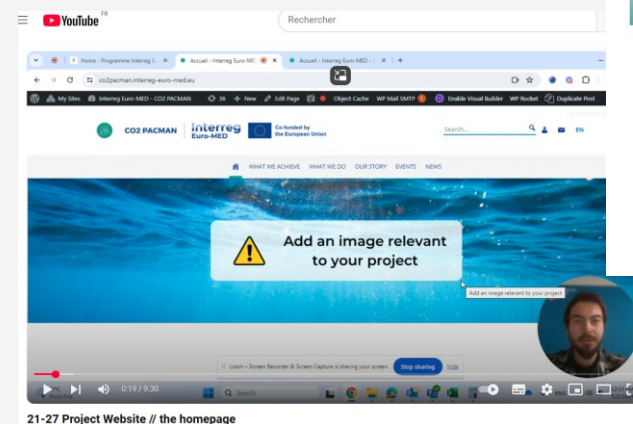 YouTube FR
Rechercher
Home - Programme Interreg E
Accueil - Interreg Euro-MED
Accueil - Interreg Euro-MED -
co2pacman.interreg-euro-med.eu
My Sites Interreg Euro-MED - CO2 PACMAN 36 New Edit Page Object Cache WP Mail SMTP Enable Visual Builder WP Rocket Duplicate Post
CO2 PACMAN
Interreg
Euro-MED
Co-funded by
the European Union
Search...
EN
WHAT WE ACHIEVE WHAT WE DO OUR STORY EVENTS NEWS
Add an image relevant
to your project
Add an image relevant to your project
Loom – Screen Recorder & Screen Capture is sharing your screen Stop sharing Hide
0:19 / 9:30
Search
ENG
21-27 Project Website // the homepage